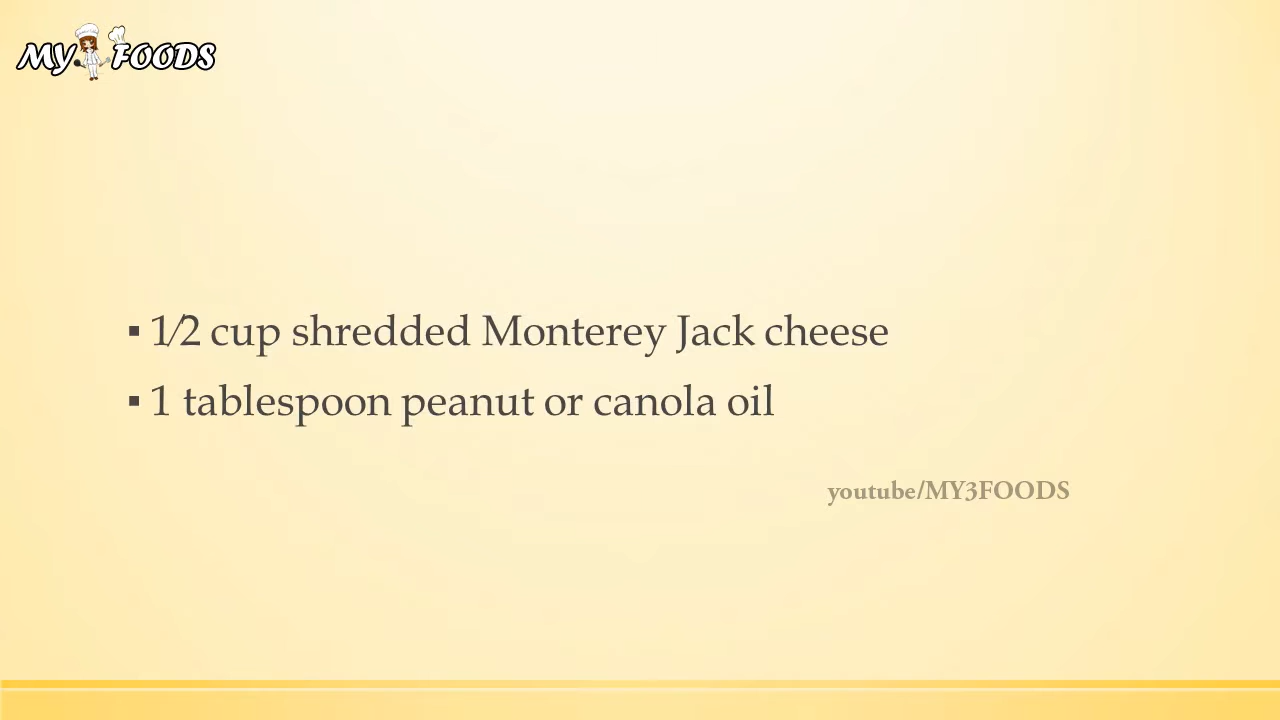 MY FOODS
▪ 1/2 cup shredded Monterey Jack cheese
▪ 1 tablespoon peanut or canola oil
youtube/MY3FOODS